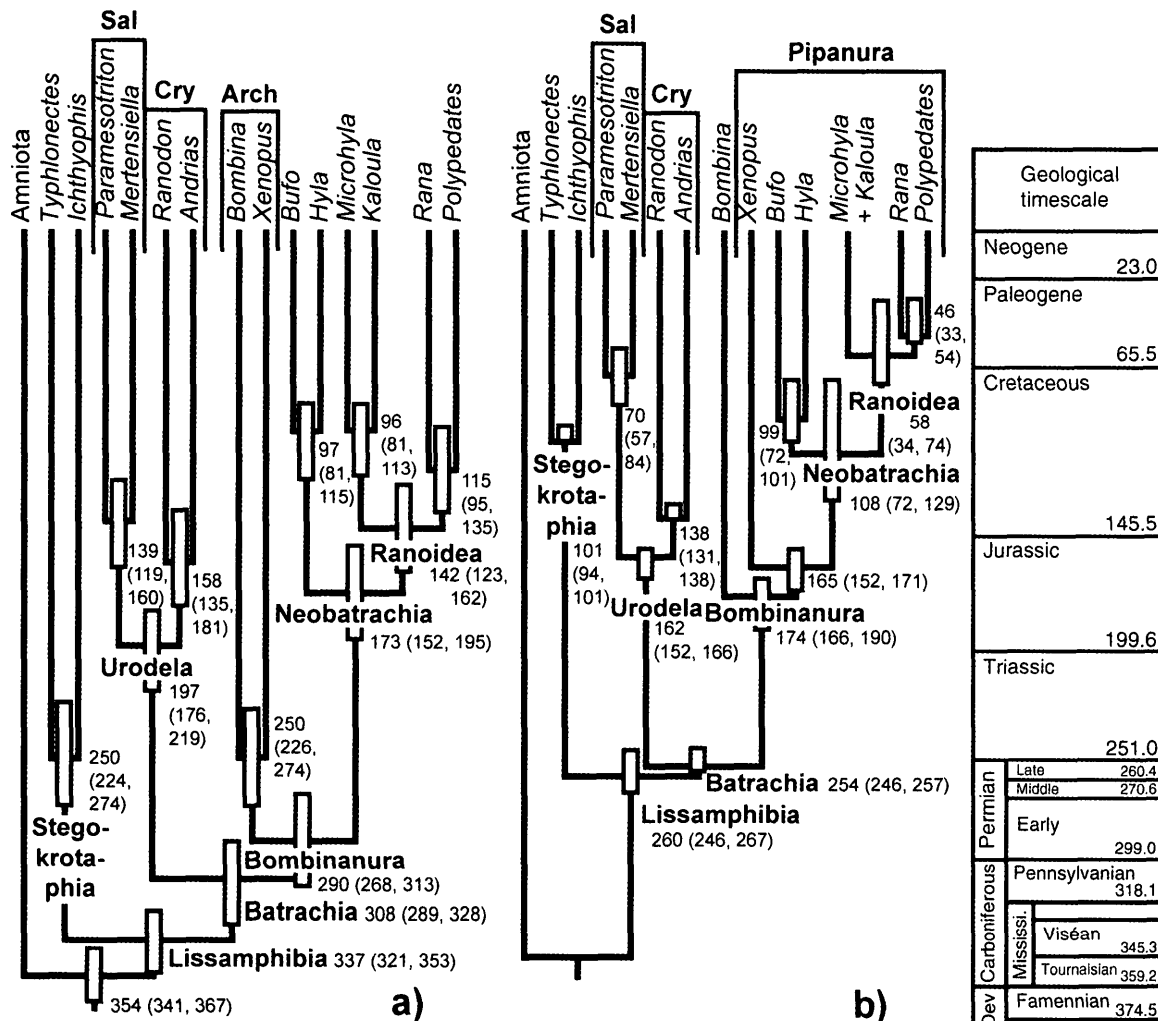 Sal
Cry
Arch
Amniota
Typhlonectes
Ichthyophis
Paramesotriton
Mertensiella
Ranodon
Andrias
Bombina
Xenopus
Bufo
Hyla
Microhyla
Kaloula
Rana
Polypedates
96
(81,
113)
97
(81,
115)
115
(95,
135)
139
(119,
160)
158
(135,
181)
Ranoidea
142 (123,
162)
Neobatrachia
173 (152, 195)
Urodela
197
(176,
219)
250
(224,
274)
250
(226,
274)
Stego-
krota-
phia
Bombinanura
290 (268, 313)
Batrachia 308 (289, 328)
Lissamphibia 337 (321, 353)
354 (341, 367)
a)
Sal
Cry
Pipanura
Amniota
Typhlonectes
Ichthyophis
Paramesotriton
Mertensiella
Ranodon
Andrias
Bombina
Xenopus
Bufo
Hyla
Microhyla
+ Kaloula
Rana
Polypedates
46
(33,
54)
Ranoidea
58
(34, 74)
70
(57,
84)
99
(72,
101)
Neobatrachia
108 (72, 129)
Stego-
krota-
phia
101
(94,
101)
138
(131,
138)
165 (152, 171)
Urodela
162
(152, 166)
Bombinanura
174 (166, 190)
Batrachia 254 (246, 257)
Lissamphibia
260 (246, 267)
b)
Geological
timescale
Neogene
23.0
Paleogene
65.5
Cretaceous
145.5
Jurassic
199.6
Triassic
251.0
Permian
Late 260.4
Middle 270.6
Early
299.0
Carboniferous
Pennsylvanian
318.1
Mississi.
Viséan
345.3
Tournaisian 359.2
Dev
Famennian 374.5